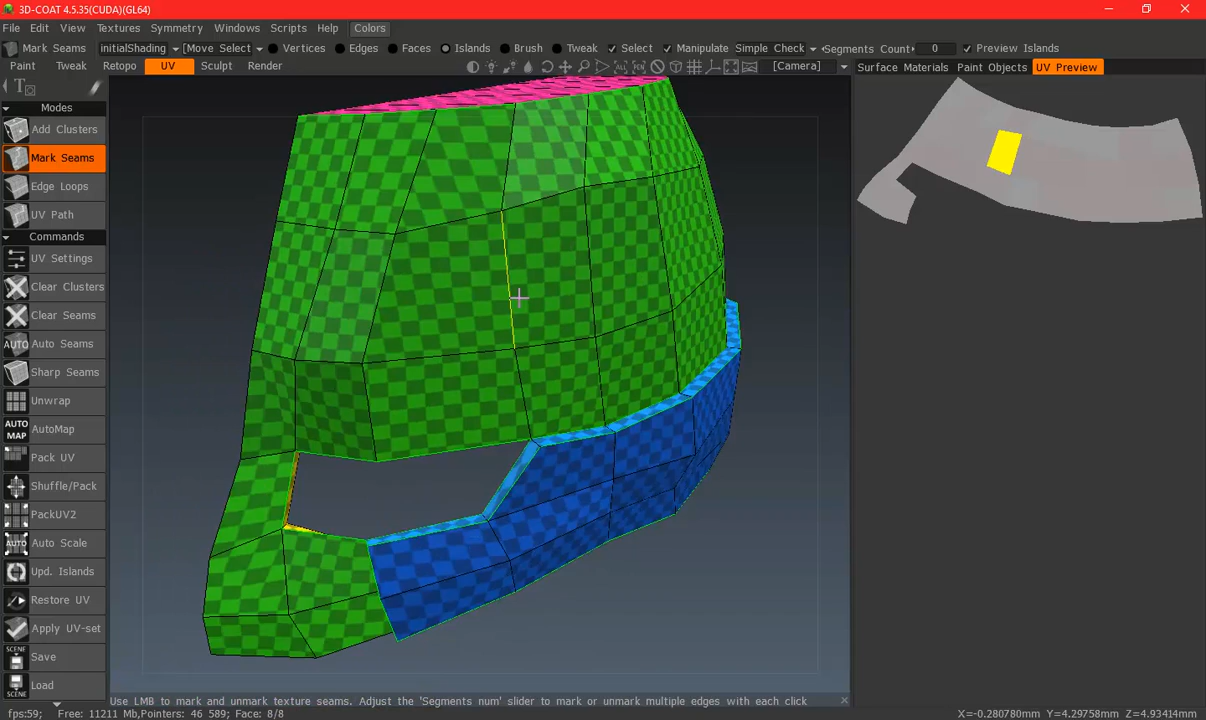 3D-COAT 4.5.35(CUDA)(GL64)
File Edit View Textures Symmetry Windows Scripts Help Colors
Mark Seams initialShading [Move Select] Vertices Edges Faces Islands Brush Tweak Select Manipulate Simple Check Segments Count 0 Preview Islands
Paint Tweak Retopo UV Sculpt Render [Camera] Surface Materials Paint Objects UV Preview
Modes
Add Clusters
Mark Seams
Edge Loops
UV Path
Commands
UV Settings
Clear Clusters
Clear Seams
AUTO Auto Seams
Sharp Seams
Unwrap
AUTO MAP AutoMap
Pack UV
Shuffle/Pack
PackUV2
AUTO Auto Scale
Upd. Islands
Restore UV
Apply UV-set
SCENE Save
Load
SCENE
Use LMB to mark and unmark texture seams. Adjust the 'Segments num' slider to mark or unmark multiple edges with each click
fps:59; Free: 11211 Mb,Pointers: 46 589; Face: 8/8 X=-0.280780mm Y=4.29758mm Z=4.93414mm